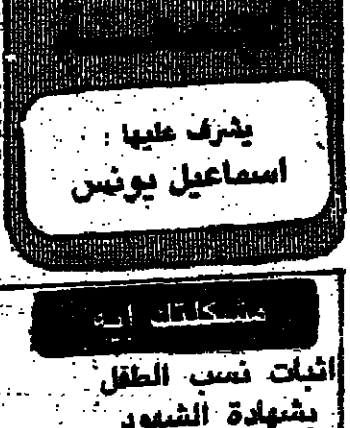 يشرف عليها :
اسماعيل يونس
مشكلتك ايه
اثبات نسب الطفل
بشهادة الشهود